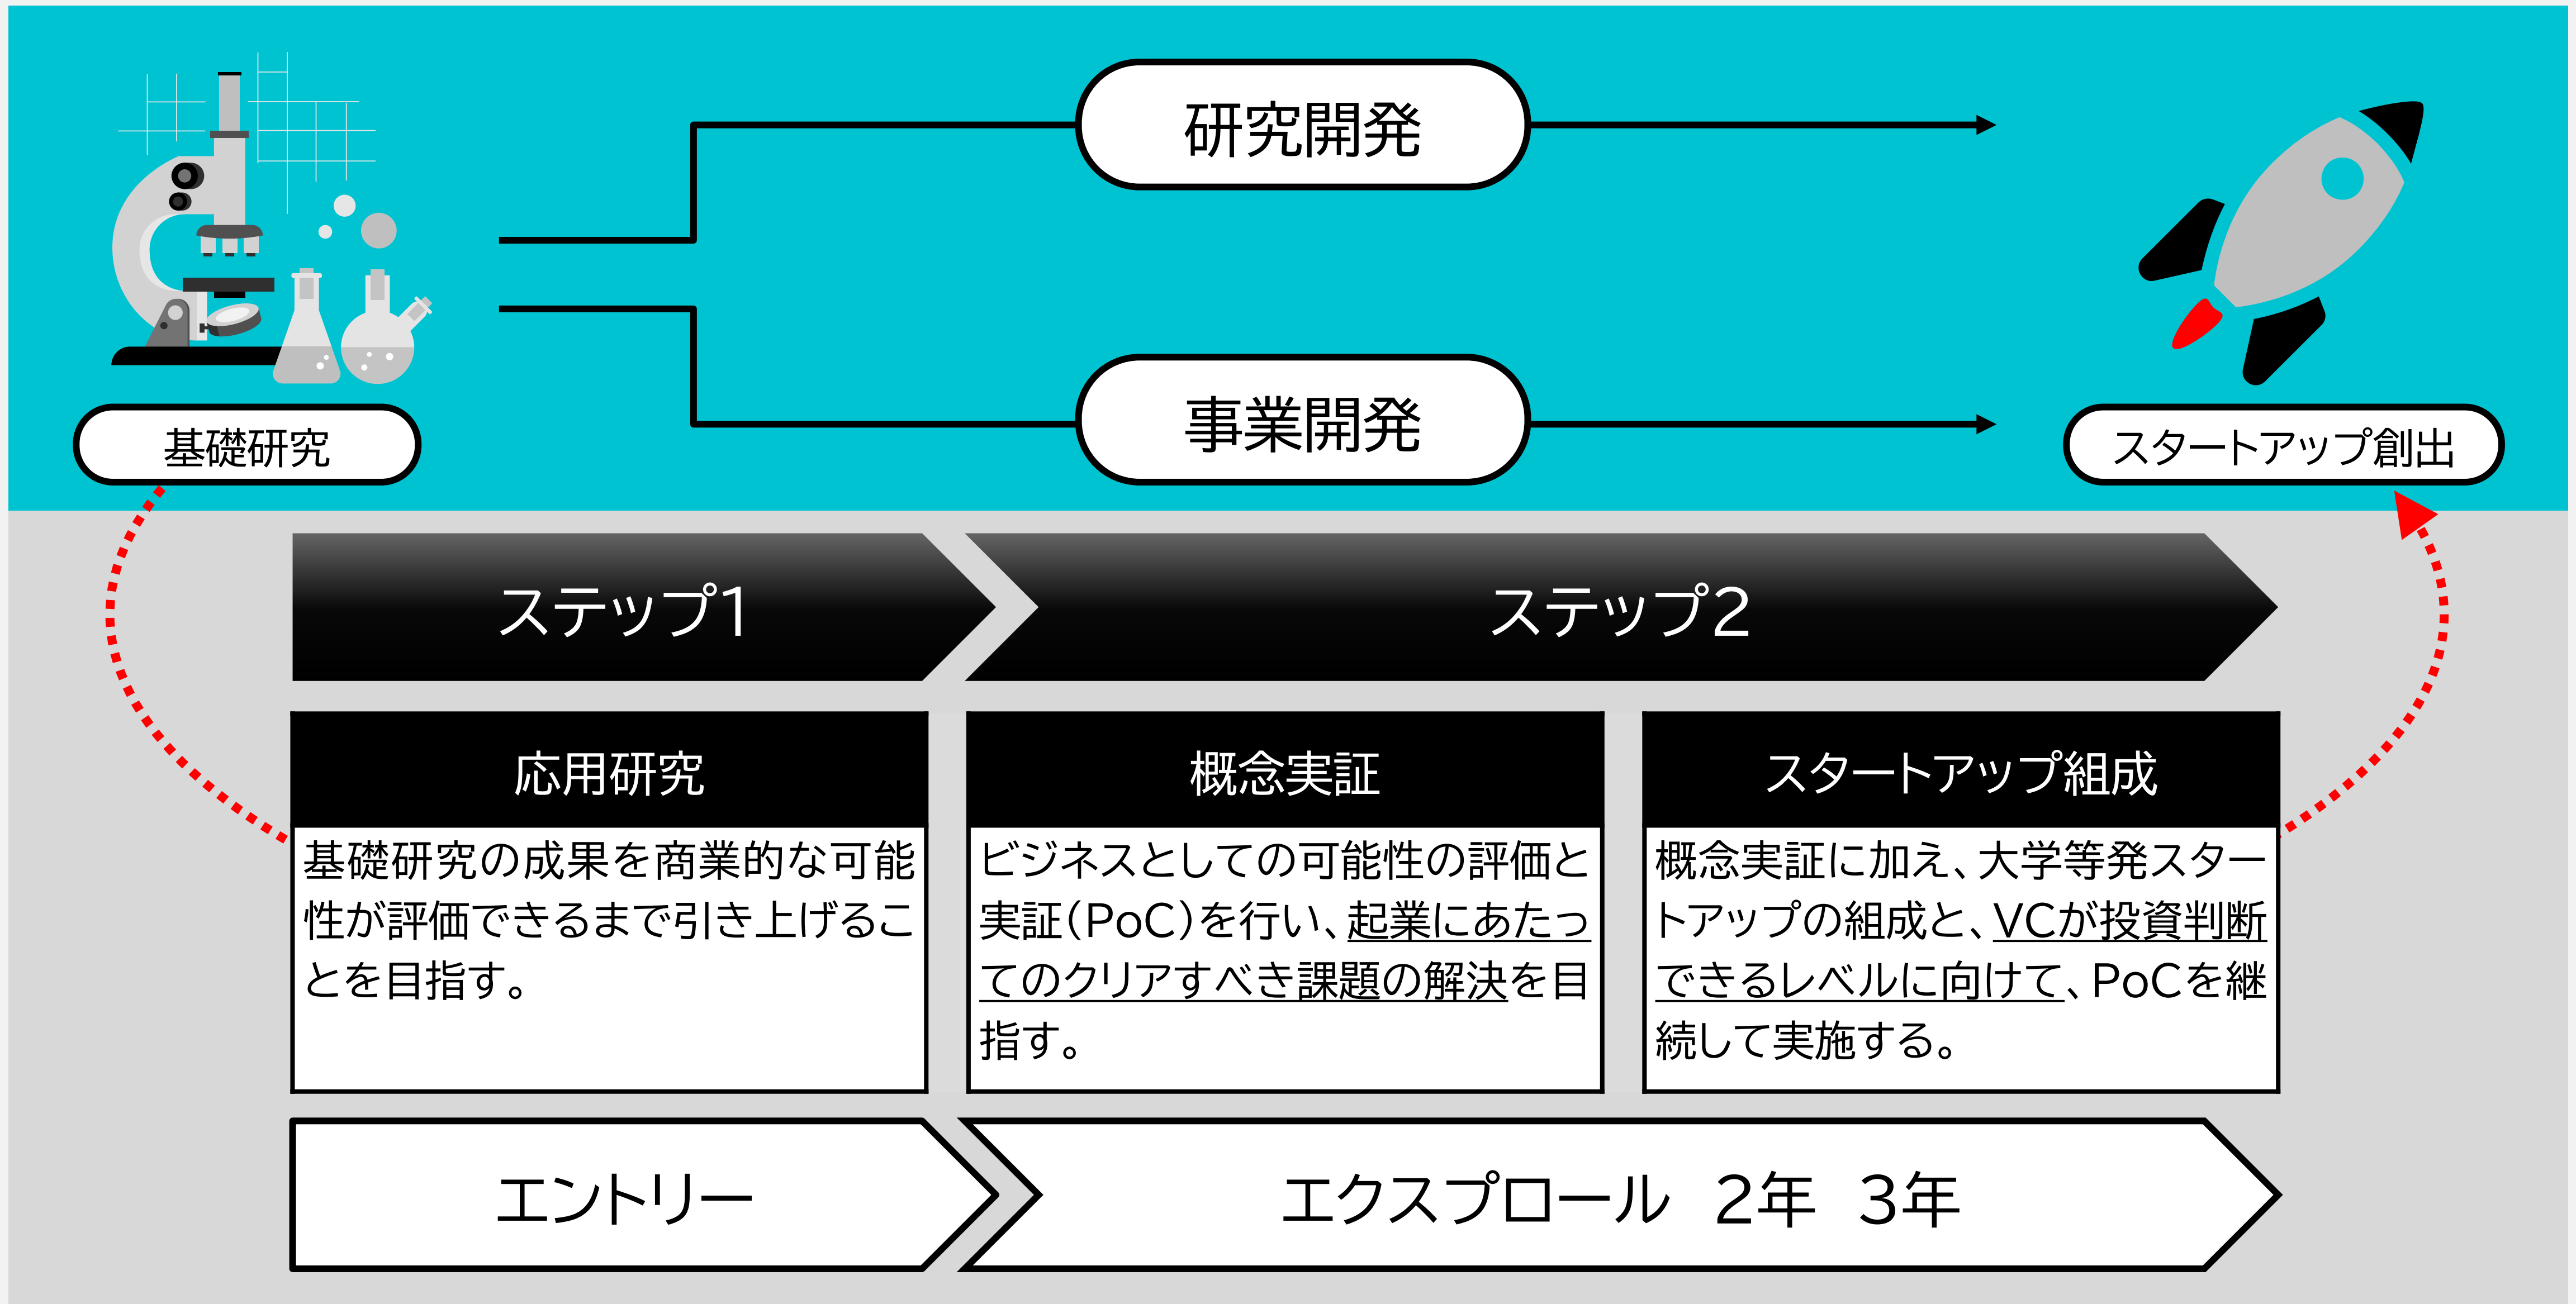 研究開発
事業開発
基礎研究
スタートアップ創出
ステップ1
ステップ2
応用研究
基礎研究の成果を商業的な可能
性が評価できるまで引き上げるこ
とを目指す。
概念実証
ビジネスとしての可能性の評価と
実証（PoC）を行い、起業にあたっ
てのクリアすべき課題の解決を目
指す。
スタートアップ組成
概念実証に加え、大学等発スター
トアップの組成と、VCが投資判断
できるレベルに向けて、PoCを継
続して実施する。
エントリー
エクスプロール　2年　3年